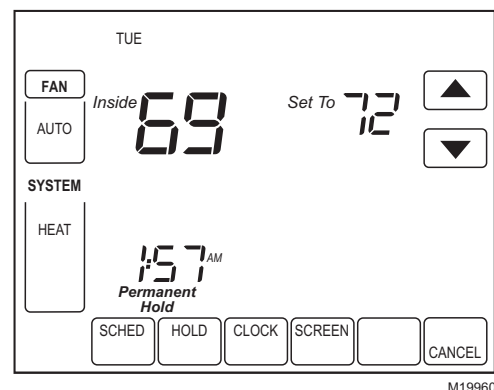 TUE
FAN
AUTO
Inside 69
Set To 72
SYSTEM
HEAT
1:57 AM
Permanent
Hold
SCHED HOLD CLOCK SCREEN CANCEL
M19960